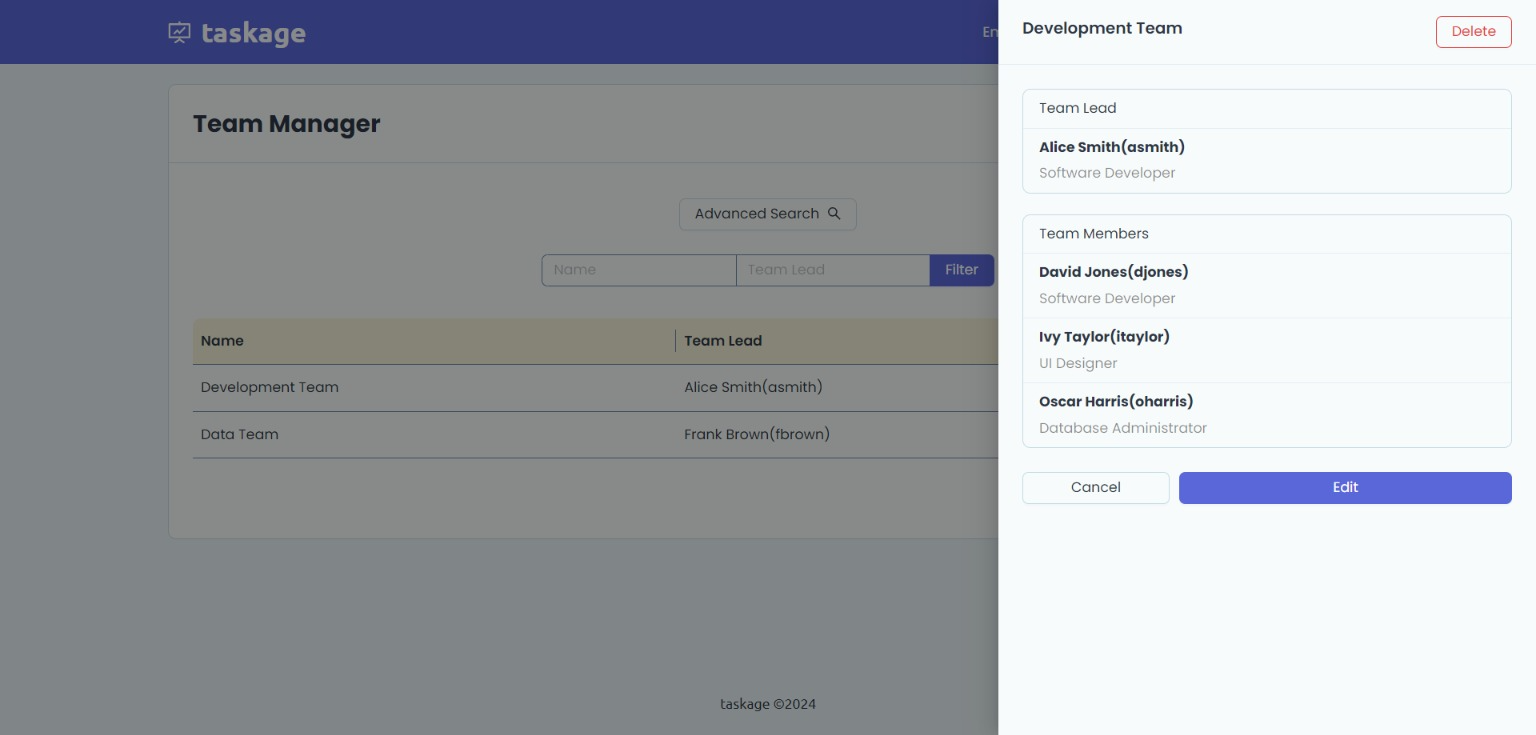 taskage
Team Manager
Advanced Search
Name Team Lead Filter
Name Team Lead
Development Team Alice Smith(asmith)
Data Team Frank Brown(fbrown)
taskage ©2024
Development Team Delete
Team Lead
Alice Smith(asmith)
Software Developer
Team Members
David Jones(djones)
Software Developer
Ivy Taylor(itaylor)
UI Designer
Oscar Harris(oharris)
Database Administrator
Cancel Edit